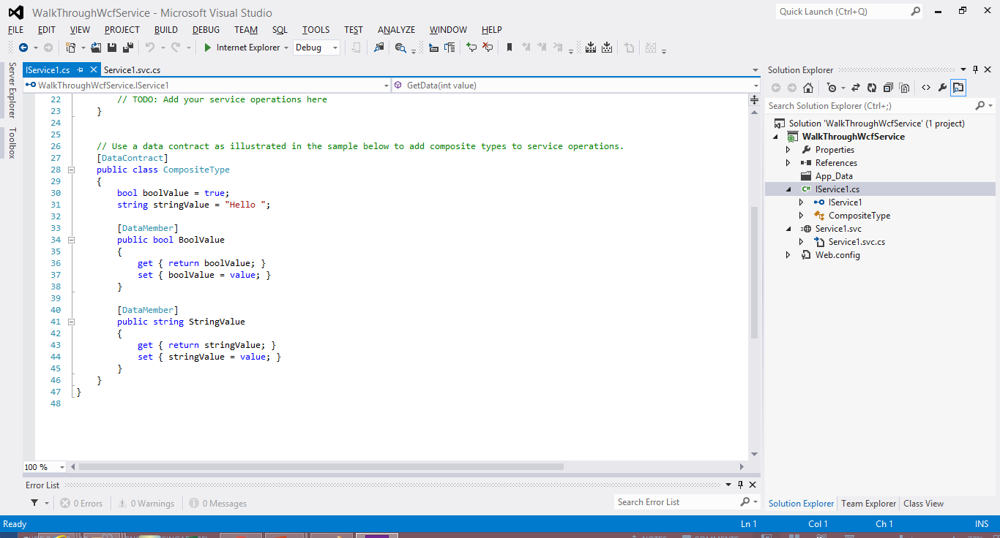 WalkThroughWcfService - Microsoft Visual Studio
Quick Launch (Ctrl+Q)
FILE EDIT VIEW PROJECT BUILD DEBUG TEAM SQL TOOLS TEST ANALYZE WINDOW HELP
Internet Explorer Debug
Server Explorer
Toolbox
IService1.cs Service1.svc.cs
WalkThroughWcfService.IService1 GetData(int value)
22 // TODO: Add your service operations here
23 }
24
25
26 // Use a data contract as illustrated in the sample below to add composite types to service operations.
27 [DataContract]
28 public class CompositeType
29 {
30 bool boolValue = true;
31 string stringValue = "Hello ";
32
33 [DataMember]
34 public bool BoolValue
35 {
36 get { return boolValue; }
37 set { boolValue = value; }
38 }
39
40 [DataMember]
41 public string StringValue
42 {
43 get { return stringValue; }
44 set { stringValue = value; }
45 }
46 }
47 }
48
100 %
Error List
0 Errors 0 Warnings 0 Messages
Search Error List
Solution Explorer
Search Solution Explorer (Ctrl+;)
Solution 'WalkThroughWcfService' (1 project)
WalkThroughWcfService
Properties
References
App_Data
C# IService1.cs
IService1
CompositeType
Service1.svc
Service1.svc.cs
Web.config
Solution Explorer Team Explorer Class View
Ready Ln 1 Col 1 Ch 1 INS